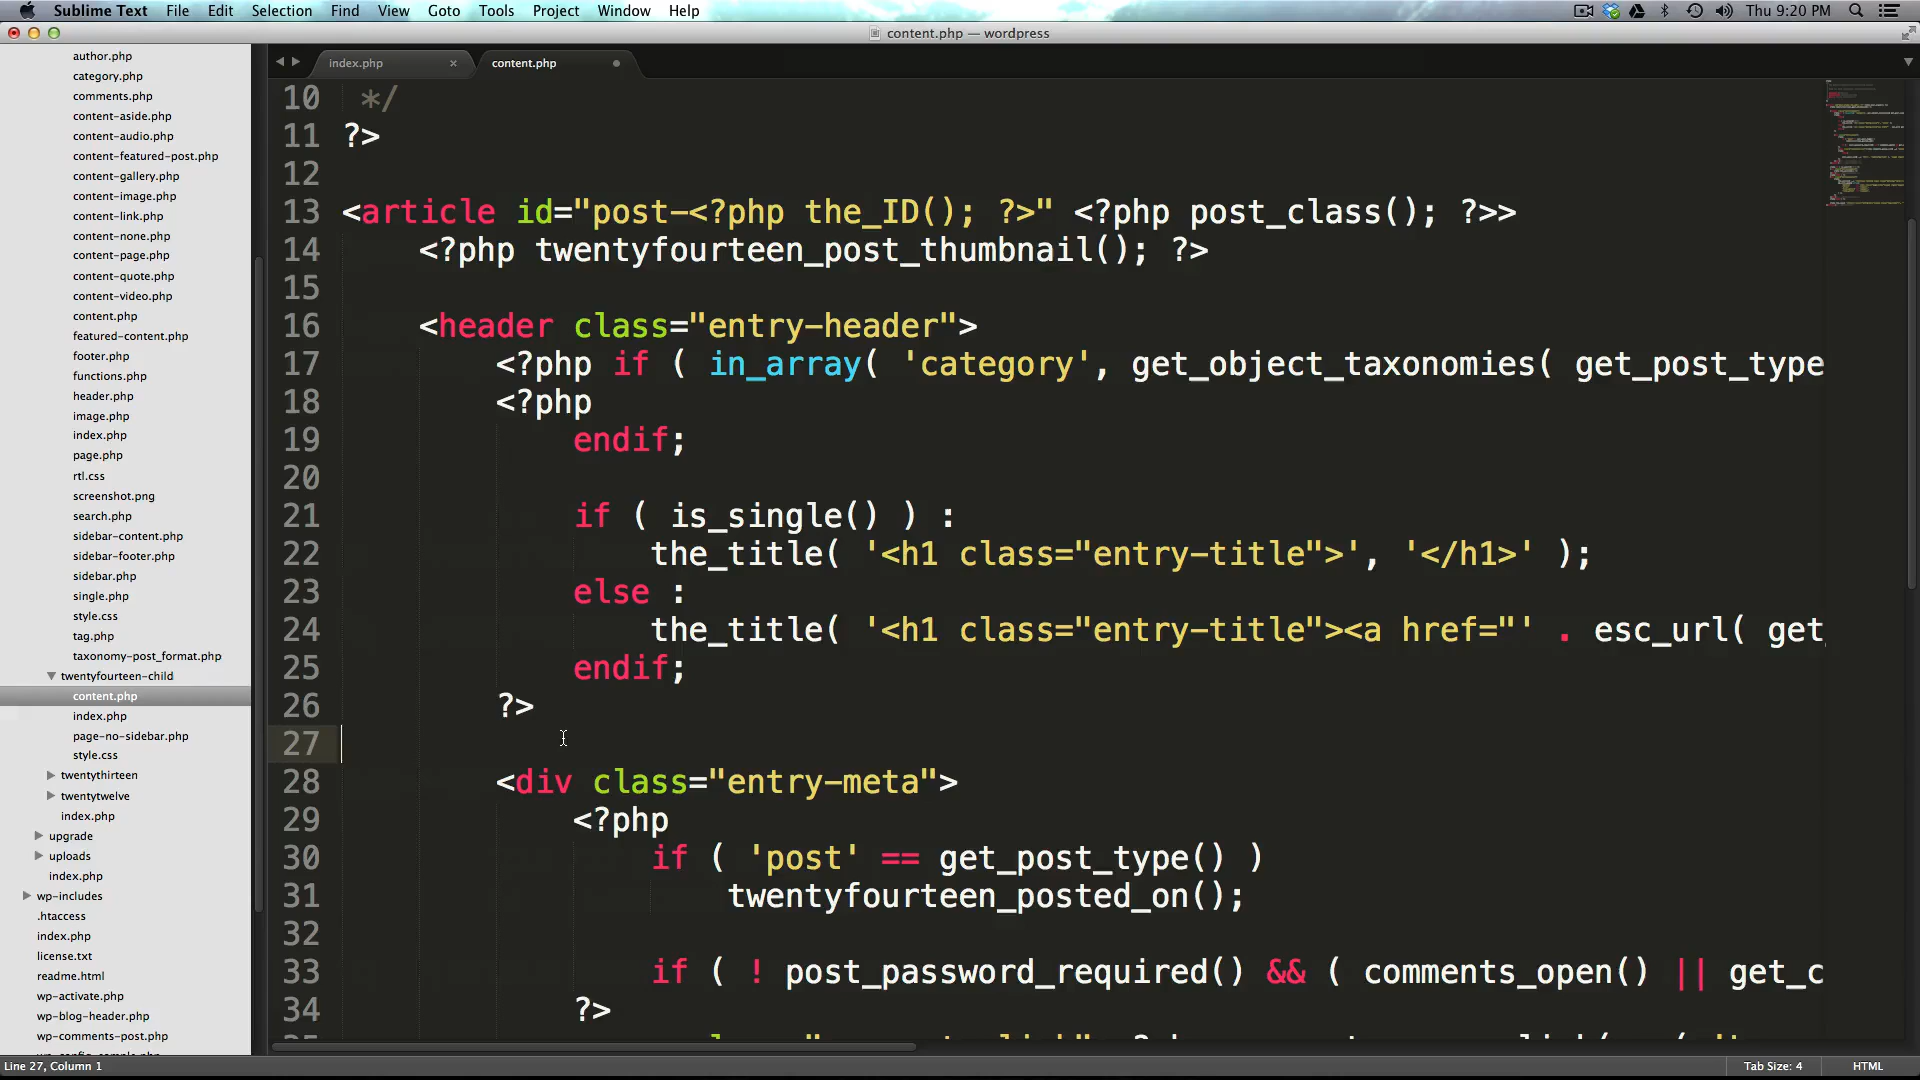 Sublime Text File Edit Selection Find View Goto Tools Project Window Help Thu 9:20 PM
content.php — wordpress
index.php × content.php
author.php
category.php
comments.php
content-aside.php
content-audio.php
content-featured-post.php
content-gallery.php
content-image.php
content-link.php
content-none.php
content-page.php
content-quote.php
content-video.php
content.php
featured-content.php
footer.php
functions.php
header.php
image.php
index.php
page.php
rtl.css
screenshot.png
search.php
sidebar-content.php
sidebar-footer.php
sidebar.php
single.php
style.css
tag.php
taxonomy-post_format.php
twentyfourteen-child
content.php
index.php
page-no-sidebar.php
style.css
twentythirteen
twentytwelve
index.php
upgrade
uploads
index.php
wp-includes
.htaccess
index.php
license.txt
readme.html
wp-activate.php
wp-blog-header.php
wp-comments-post.php
10 */
11 ?>
12
13 <article id="post-<?php the_ID(); ?>" <?php post_class(); ?>>
14 <?php twentyfourteen_post_thumbnail(); ?>
15
16 <header class="entry-header">
17 <?php if ( in_array( 'category', get_object_taxonomies( get_post_type
18 <?php
19 endif;
20
21 if ( is_single() ) :
22 the_title( '<h1 class="entry-title">', '</h1>' );
23 else :
24 the_title( '<h1 class="entry-title"><a href="' . esc_url( get_
25 endif;
26 ?>
27
28 <div class="entry-meta">
29 <?php
30 if ( 'post' == get_post_type() )
31 twentyfourteen_posted_on();
32
33 if ( ! post_password_required() && ( comments_open() || get_c
34 ?>
Line 27, Column 1 Tab Size: 4 HTML